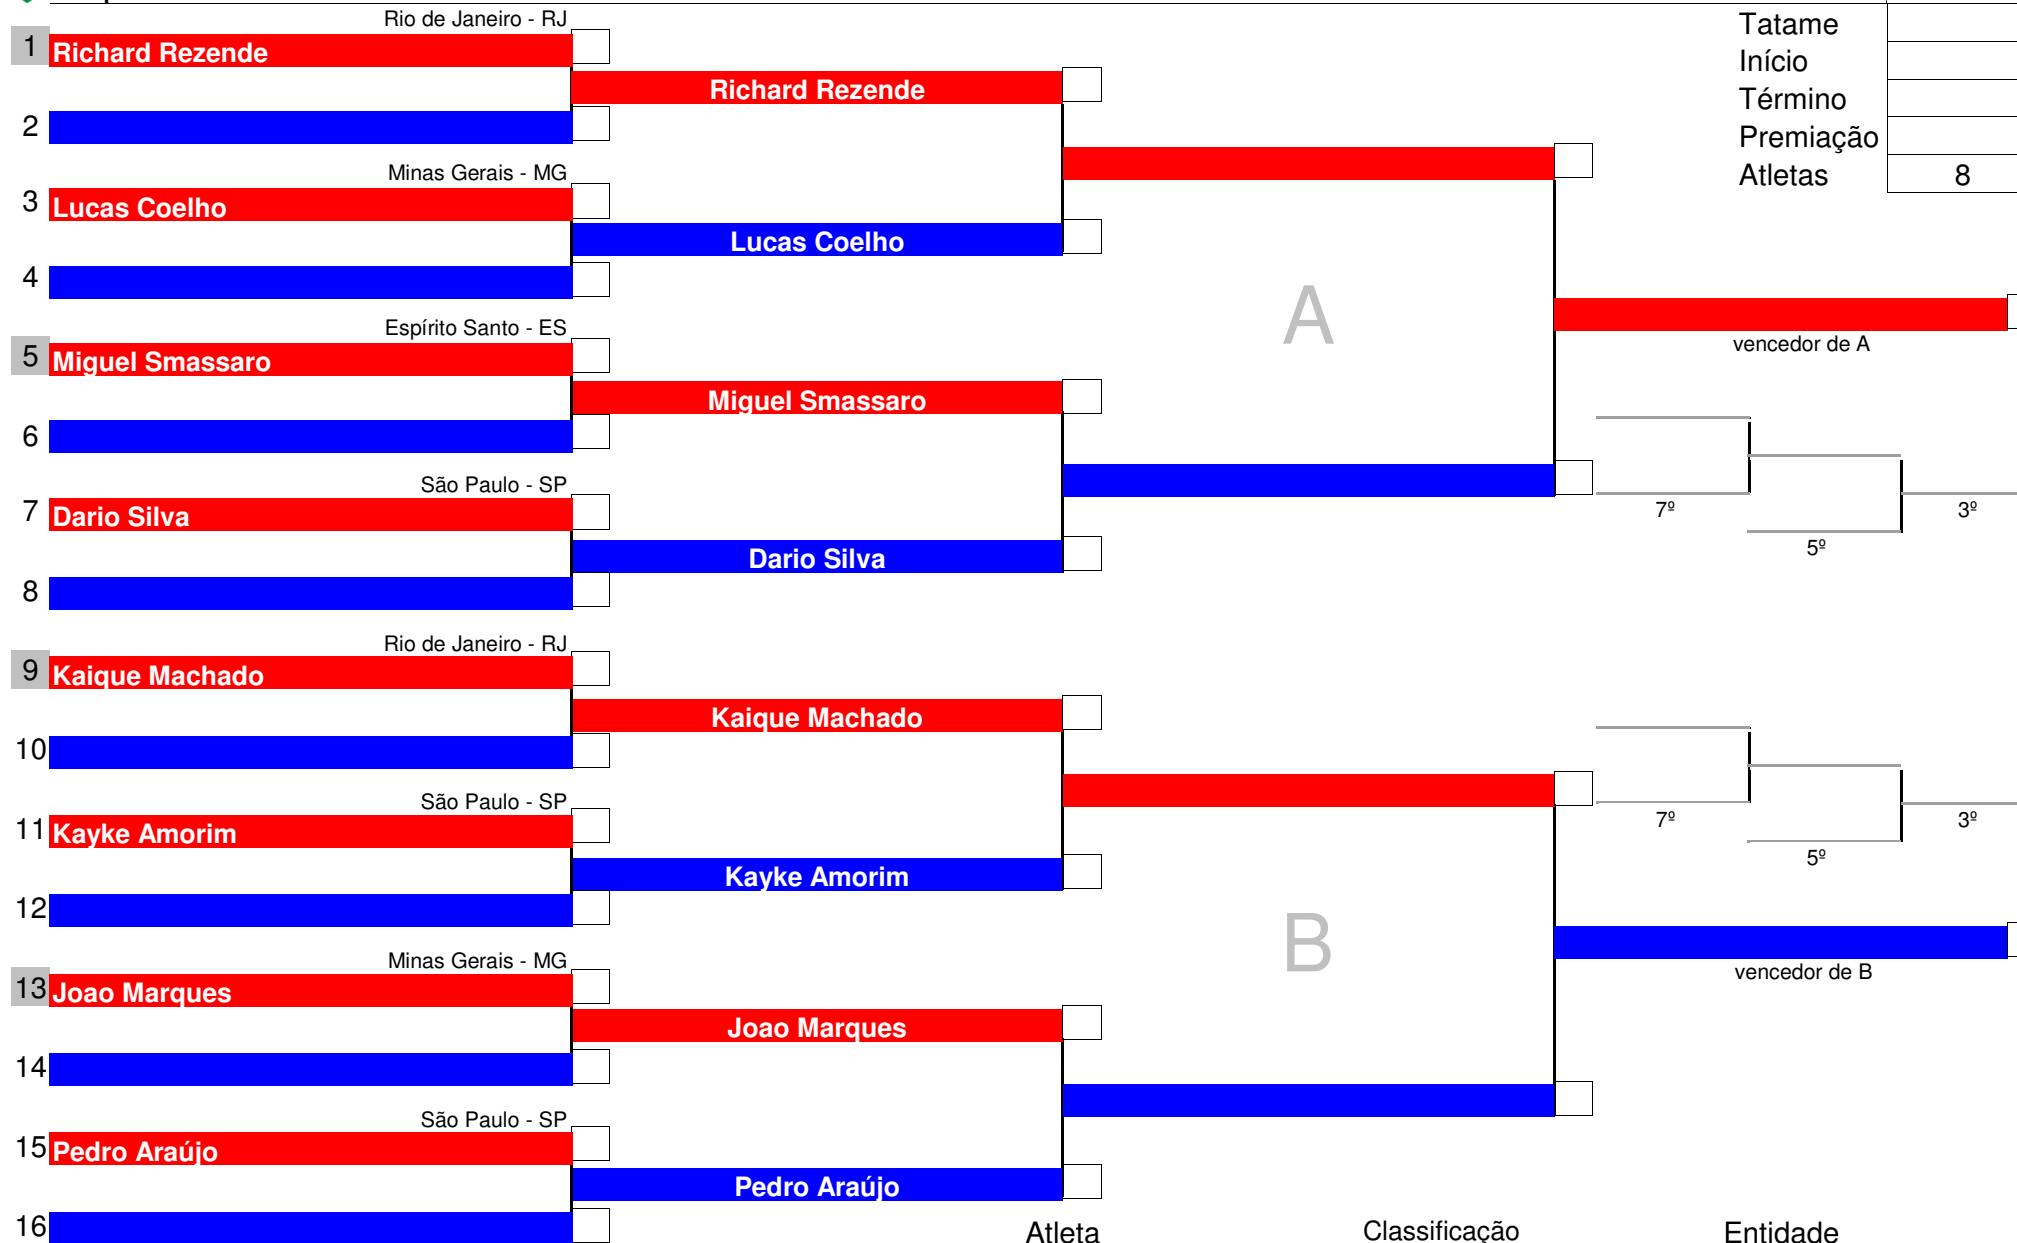 Rio de Janeiro - RJ
1 Richard Rezende
Richard Rezende
2
Minas Gerais - MG
3 Lucas Coelho
Lucas Coelho
4
Espírito Santo - ES
5 Miguel Smassaro
Miguel Smassaro
6
São Paulo - SP
7 Dario Silva
Dario Silva
8
Rio de Janeiro - RJ
9 Kaique Machado
Kaique Machado
10
São Paulo - SP
11 Kayke Amorim
Kayke Amorim
12
Minas Gerais - MG
13 Joao Marques
Joao Marques
14
São Paulo - SP
15 Pedro Araújo
Pedro Araújo
16
A
B
Tatame
Início
Término
Premiação
Atletas 8
vencedor de A
7º
5º
3º
7º
5º
3º
vencedor de B
Atleta Classificação Entidade